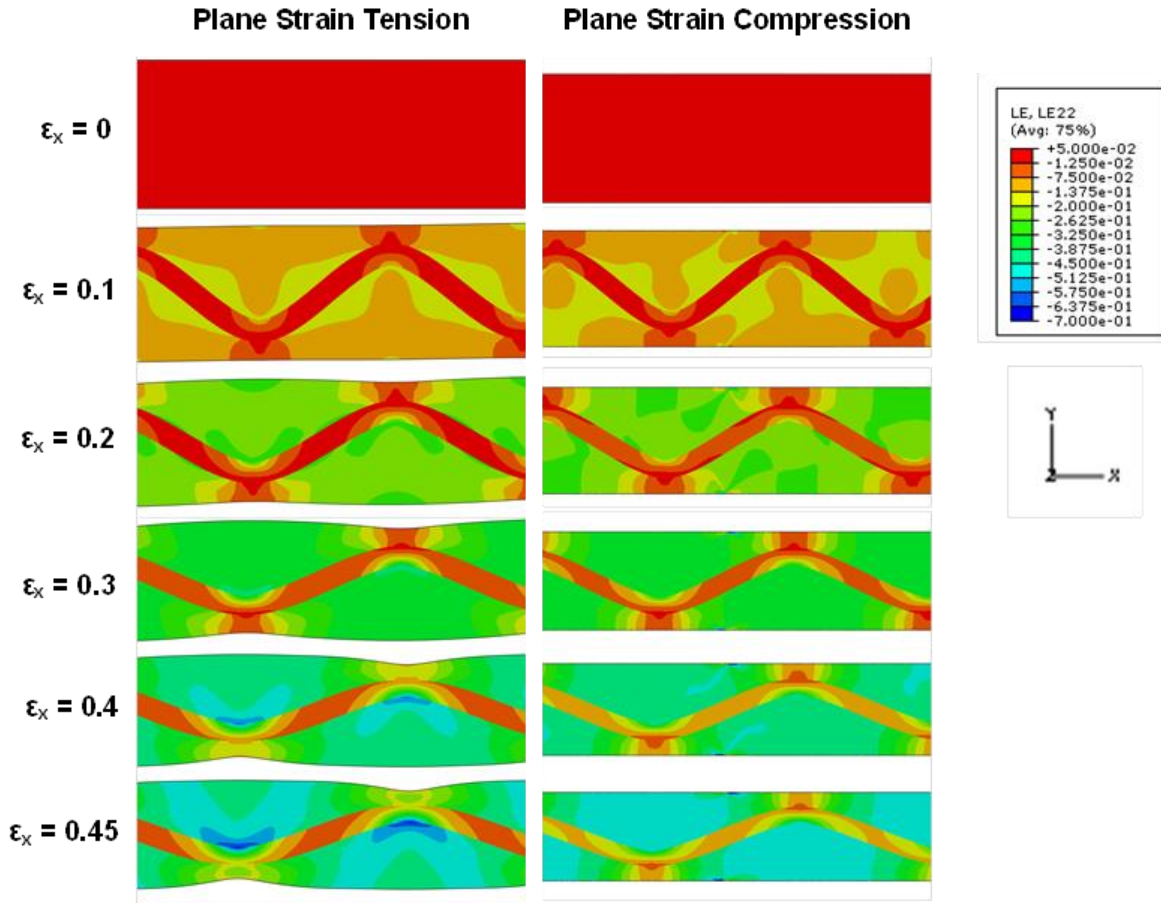 Plane Strain Tension
Plane Strain Compression
εx = 0
εx = 0.1
εx = 0.2
εx = 0.3
εx = 0.4
εx = 0.45
LE, LE22
(Avg: 75%)
+5.000e-02
-1.250e-02
-7.500e-02
-1.375e-01
-2.000e-01
-2.625e-01
-3.250e-01
-3.875e-01
-4.500e-01
-5.125e-01
-5.750e-01
-6.375e-01
-7.000e-01
Y
Z X